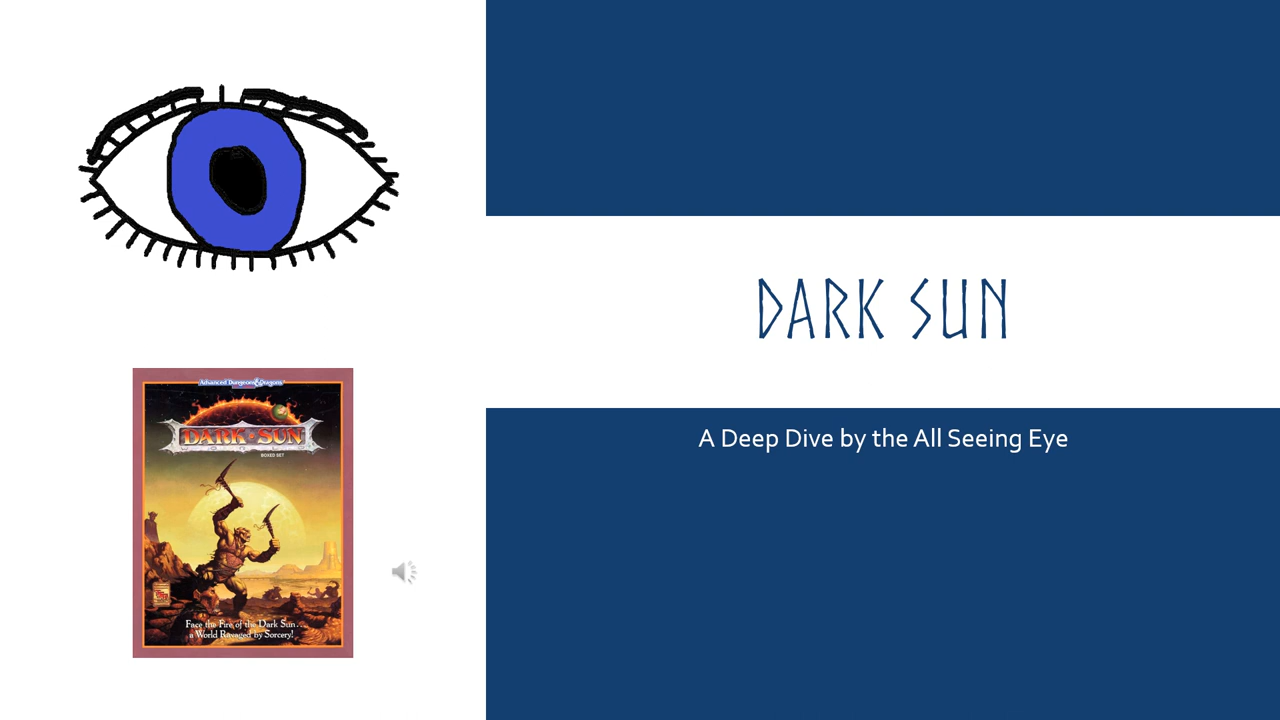 DARK SUN
A Deep Dive by the All Seeing Eye
Advanced Dungeons & Dragons
DARK SUN
BOXED SET
Face the Fire of the Dark Sun...
a World Ravaged by Sorcery!